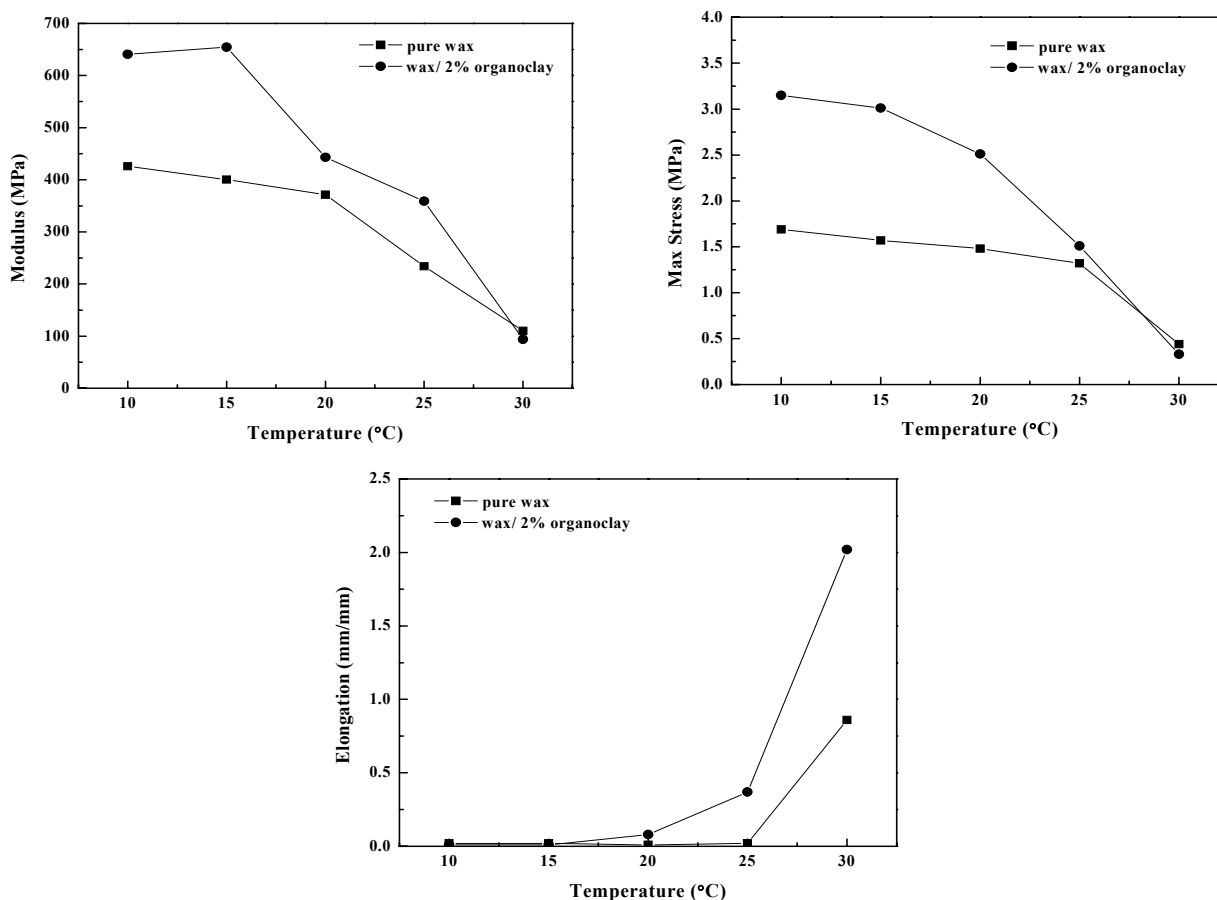 700
600
500
400
300
200
100
0
Modulus (MPa)
pure wax
wax/ 2% organoclay
10 15 20 25 30
Temperature (°C)
4.0
3.5
3.0
2.5
2.0
1.5
1.0
0.5
0.0
Max Stress (MPa)
pure wax
wax/ 2% organoclay
10 15 20 25 30
Temperature (°C)
2.5
2.0
1.5
1.0
0.5
0.0
Elongation (mm/mm)
pure wax
wax/ 2% organoclay
10 15 20 25 30
Temperature (°C)